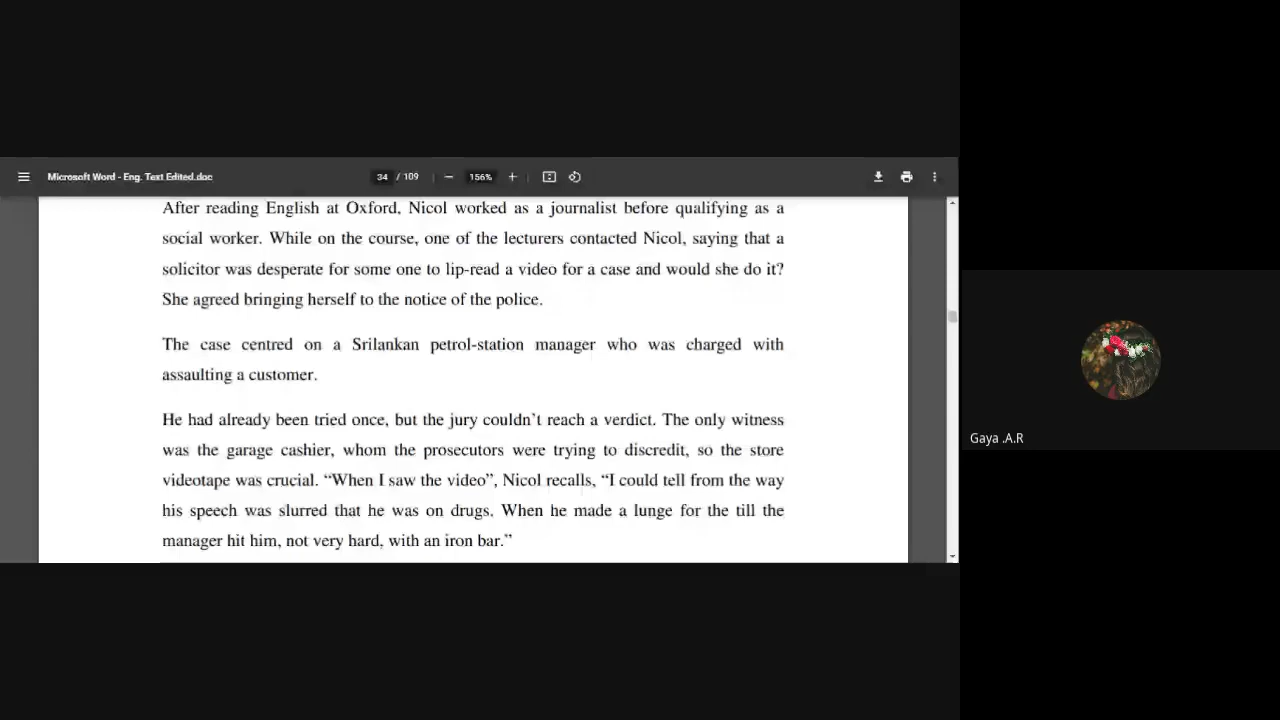 Microsoft Word - Eng. Text Edited.doc
34 / 109
156%
After reading English at Oxford, Nicol worked as a journalist before qualifying as a
social worker. While on the course, one of the lecturers contacted Nicol, saying that a
solicitor was desperate for some one to lip-read a video for a case and would she do it?
She agreed bringing herself to the notice of the police.
The case centred on a Srilankan petrol-station manager who was charged with
assaulting a customer.
He had already been tried once, but the jury couldn’t reach a verdict. The only witness
was the garage cashier, whom the prosecutors were trying to discredit, so the store
videotape was crucial. “When I saw the video”, Nicol recalls, “I could tell from the way
his speech was slurred that he was on drugs. When he made a lunge for the till the
manager hit him, not very hard, with an iron bar.”
Gaya .A.R